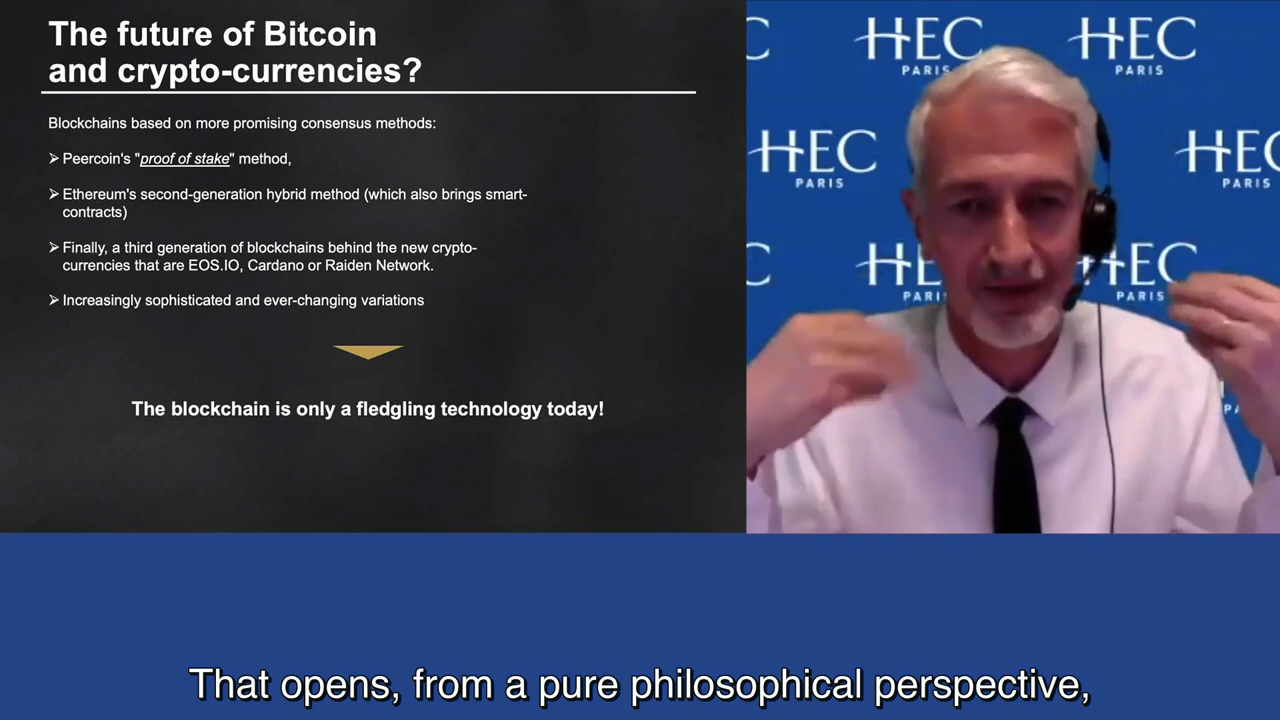 The future of Bitcoin
and crypto-currencies?
Blockchains based on more promising consensus methods:
➢ Peercoin's "proof of stake" method,
➢ Ethereum's second-generation hybrid method (which also brings smart-
contracts)
➢ Finally, a third generation of blockchains behind the new crypto-
currencies that are EOS.IO, Cardano or Raiden Network.
➢ Increasingly sophisticated and ever-changing variations
The blockchain is only a fledgling technology today!
C HEC HEC
PARIS PARIS
HEC HEC
PARIS PARIS
C HEC HEC
PARIS PARIS
That opens, from a pure philosophical perspective,